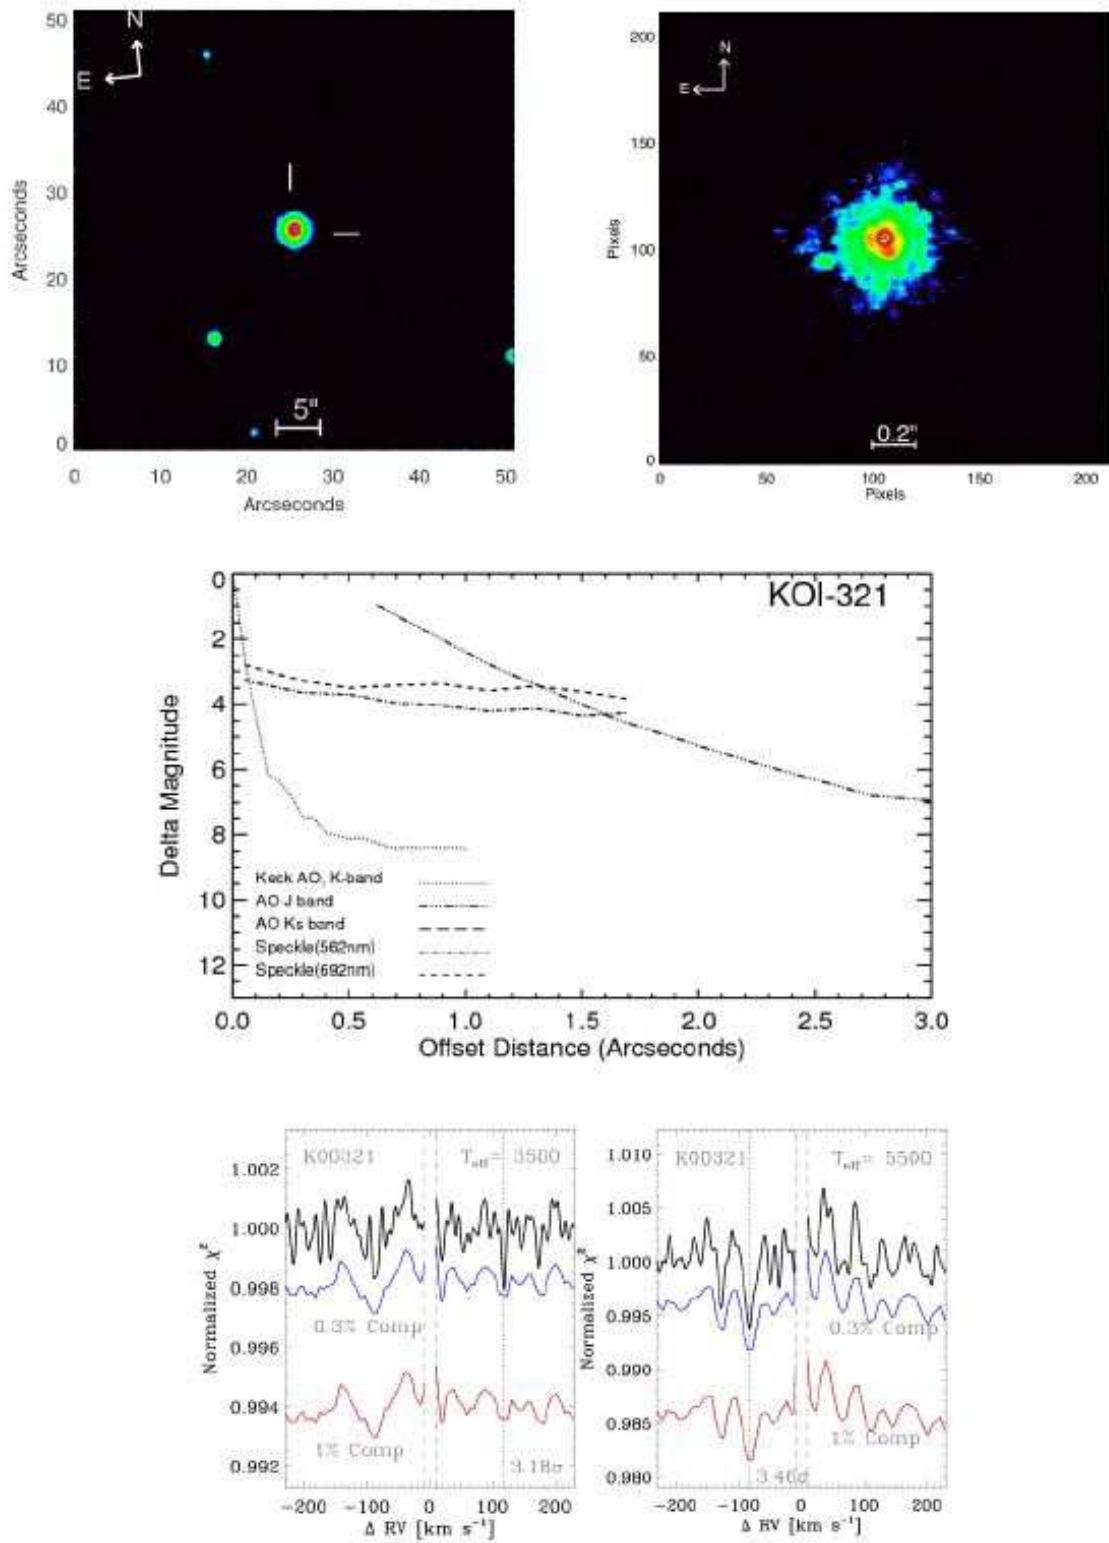 N
E
Arcseconds
50
40
30
20
10
0
5"
0 10 20 30 40 50
Arcseconds
N
E
Pixels
200
150
100
50
0
0.2"
0 50 100 150 200
Pixels
KOI-321
Delta Magnitude
0
2
4
6
8
10
12
Keck AO, K-band
AO J band
AO Ks band
Speckle(562nm)
Speckle(692nm)
0.0 0.5 1.0 1.5 2.0 2.5 3.0
Offset Distance (Arcseconds)
K00321 Teff= 3500
Normalized χ²
1.002
1.000
0.998
0.996
0.994
0.992
0.3% Comp
1% Comp
3.18σ
−200 −100 0 100 200
Δ RV [km s⁻¹]
K00321 Teff= 5500
Normalized χ²
1.010
1.005
1.000
0.995
0.990
0.985
0.980
0.3% Comp
1% Comp
3.46σ
−200 −100 0 100 200
Δ RV [km s⁻¹]